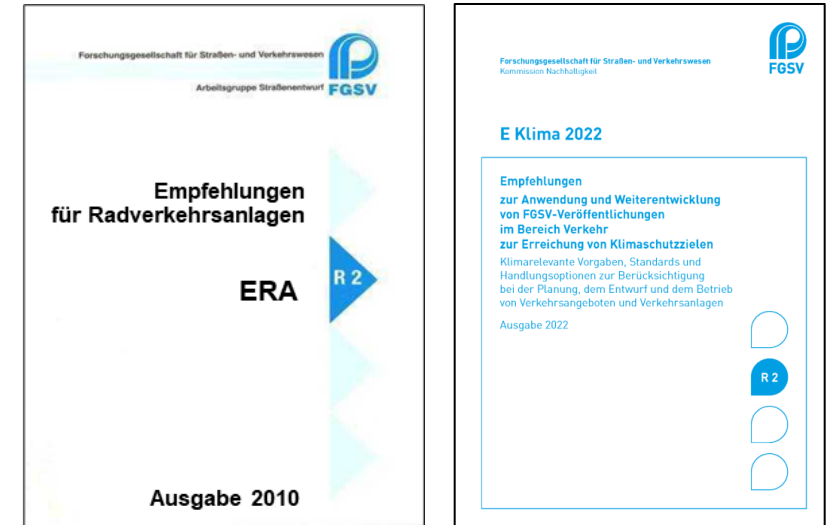 Forschungsgesellschaft für Straßen- und Verkehrswesen
Arbeitsgruppe Straßenentwurf
FGSV
Empfehlungen
für Radverkehrsanlagen
ERA
R 2
Ausgabe 2010
Forschungsgesellschaft für Straßen- und Verkehrswesen
Kommission Nachhaltigkeit
FGSV
E Klima 2022
Empfehlungen
zur Anwendung und Weiterentwicklung
von FGSV-Veröffentlichungen
im Bereich Verkehr
zur Erreichung von Klimaschutzzielen
Klimarelevante Vorgaben, Standards und
Handlungsoptionen zur Berücksichtigung
bei der Planung, dem Entwurf und dem Betrieb
von Verkehrsangeboten und Verkehrsanlagen
Ausgabe 2022
R 2